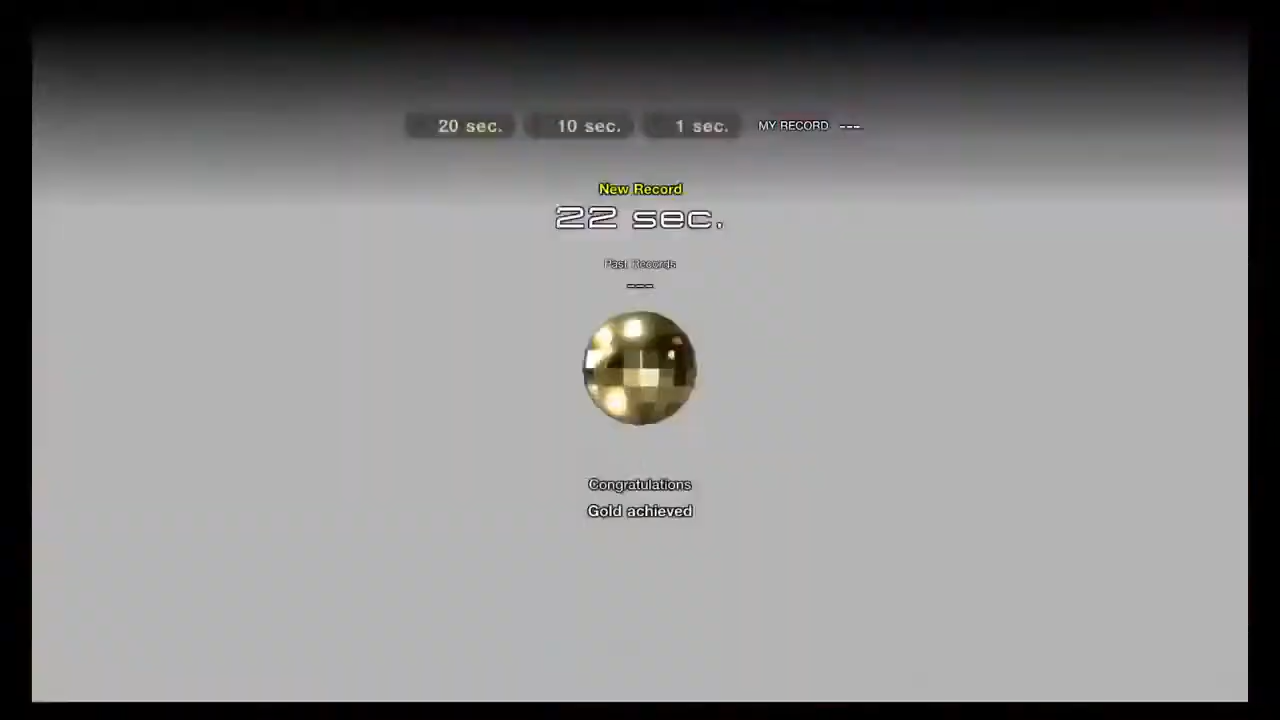 20 sec. 10 sec. 1 sec. MY RECORD ---
New Record
22 sec.
Past Records
---
Congratulations
Gold achieved